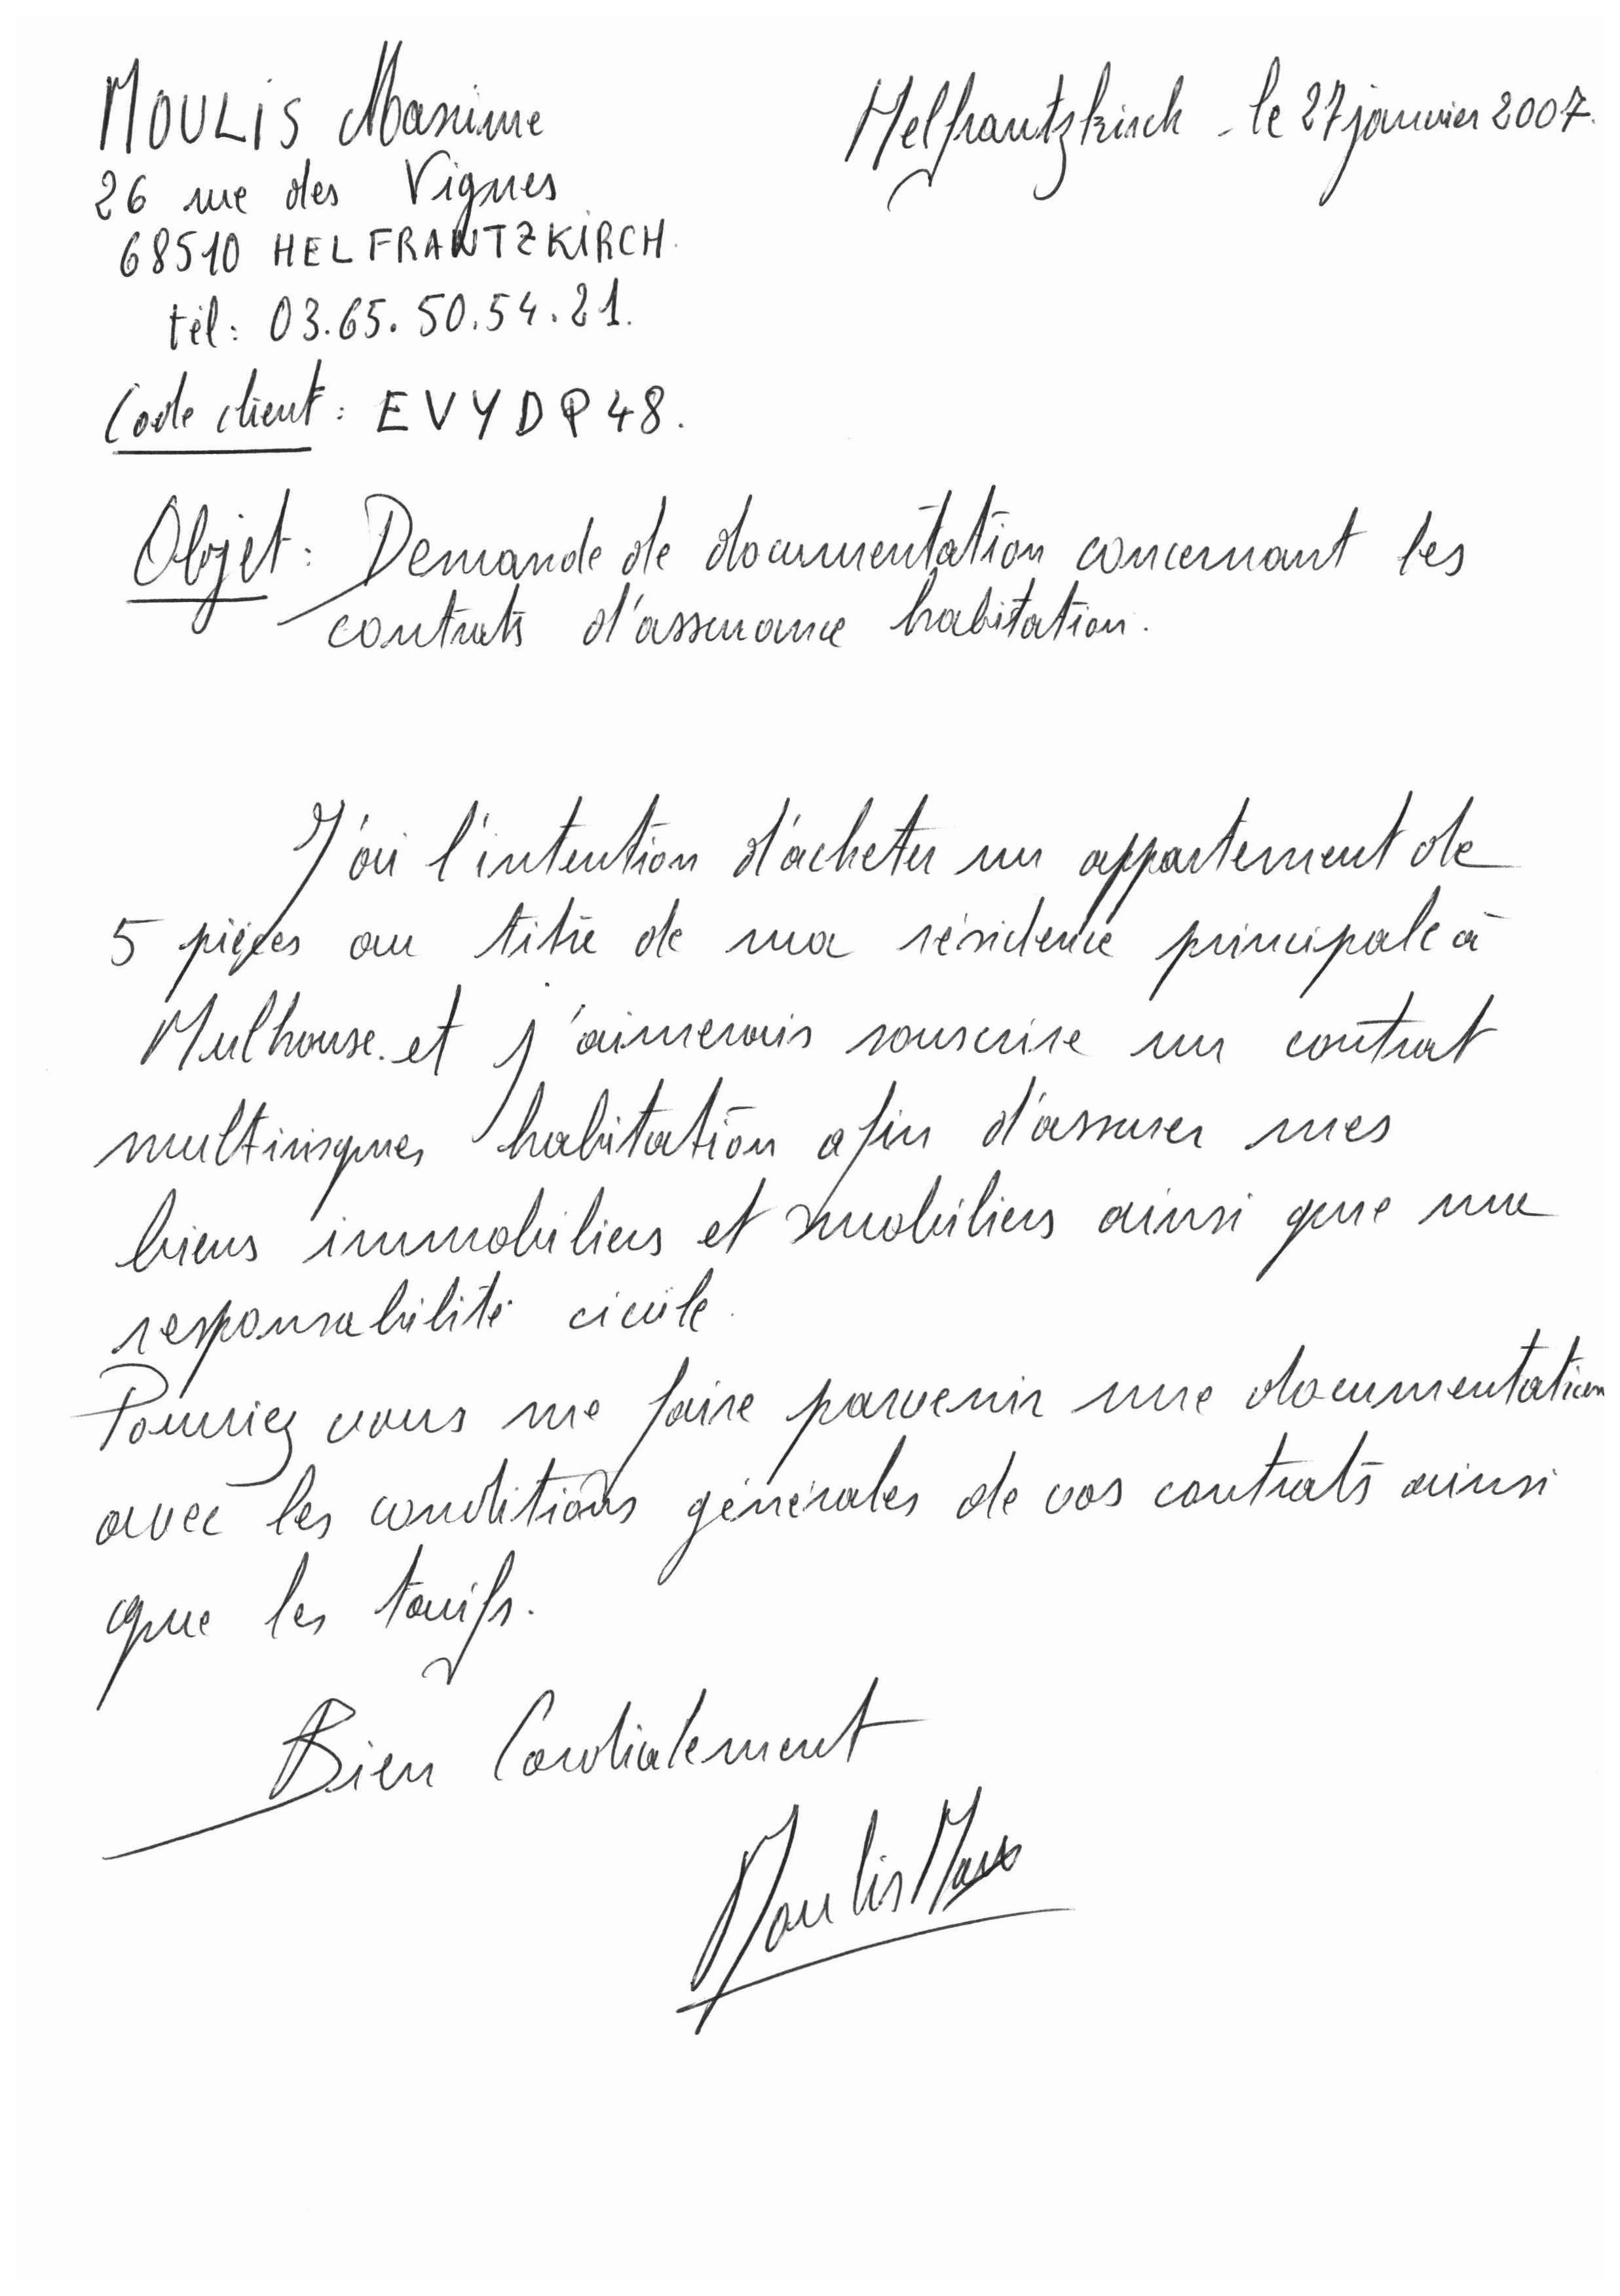 MOULIS Maxime
Helfrantzkirch - le 27 janvier 2007.
26 rue des Vignes
68510 HELFRANTZKIRCH.
tél : 03.65.50.54.21.
Code client : EVYDP48.
Objet : Demande de documentation concernant les
contrats d'assurance habitation.
J'ai l'intention d'acheter un appartement de
5 pièces au titre de ma résidence principale à
Mulhouse. et j'aimerais souscrire un contrat
multirisques habitation afin d'assurer mes
biens immobiliers et mobiliers ainsi que ma
responsabilité civile.
Pourriez vous me faire parvenir une documentation
avec les conditions générales de vos contrats ainsi
que les tarifs.
Bien Cordialement
Moulis Max